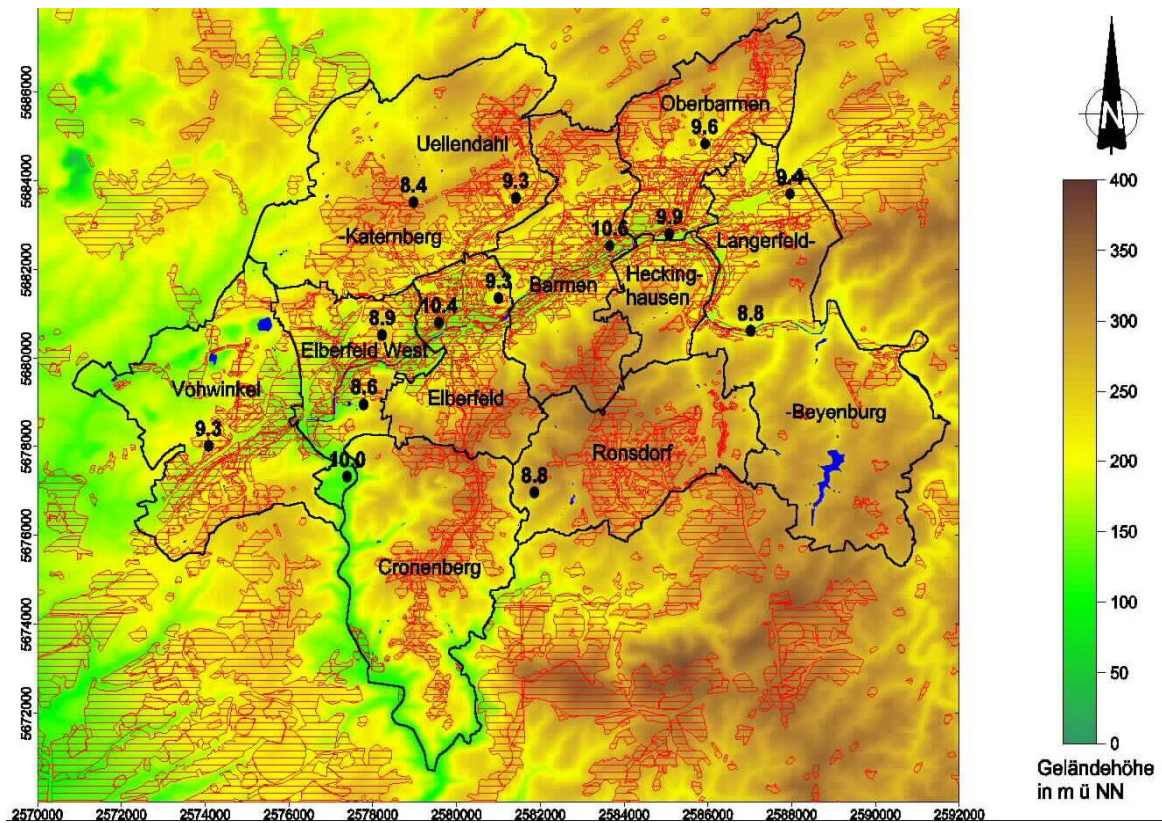 5686000
5684000
5682000
5680000
5678000
5676000
5674000
5672000
Oberbarmen
9.6
Uellendahl
9.4
8.4
9.3
-Katernberg
10.6
9.9
Langerfeld-
Hecking-
hausen
9.3
Barmen
10.4
8.9
8.8
Elberfeld West
Vohwinkel
8.6
Elberfeld
-Beyenburg
9.3
10.0
8.8
Ronsdorf
Cronenberg
2570000 2572000 2574000 2576000 2578000 2580000 2582000 2584000 2586000 2588000 2590000 2592000
N
400
350
300
250
200
150
100
50
0
Geländehöhe
in m ü NN